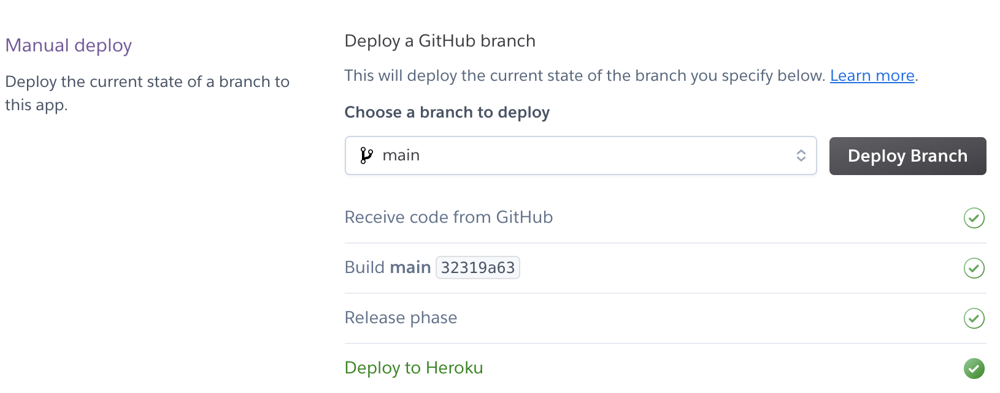 Manual deploy
Deploy the current state of a branch to
this app.
Deploy a GitHub branch
This will deploy the current state of the branch you specify below. Learn more.
Choose a branch to deploy
main
Deploy Branch
Receive code from GitHub
Build main 32319a63
Release phase
Deploy to Heroku